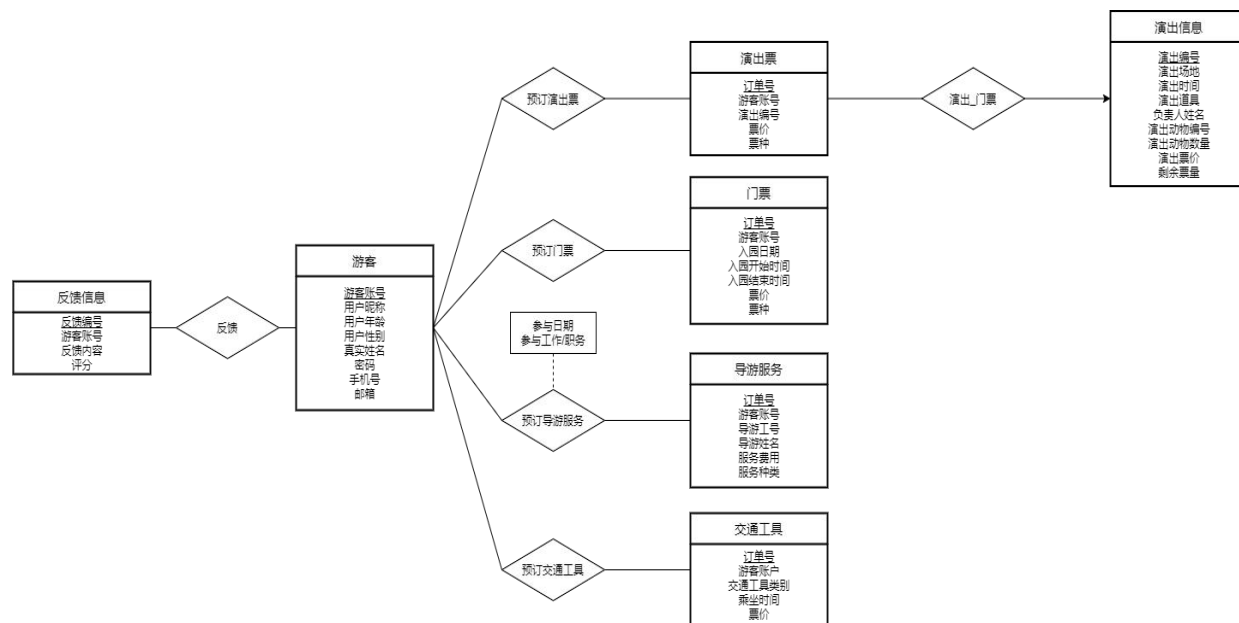 演出信息
演出编号
演出场地
演出时间
演出道具
负责人姓名
演出动物编号
演出动物数量
演出票价
剩余票量
演出票
订单号
游客账号
演出编号
票价
票种
预订演出票
演出_门票
门票
订单号
游客账号
入园日期
入园开始时间
入园结束时间
票价
票种
预订门票
游客
游客账号
用户昵称
用户年龄
用户性别
真实姓名
密码
手机号
邮箱
反馈信息
反馈编号
游客账号
反馈内容
评分
反馈
参与日期
参与工作/职务
预订导游服务
导游服务
订单号
游客账号
导游工号
导游姓名
服务费用
服务种类
预订交通工具
交通工具
订单号
游客账户
交通工具类别
乘坐时间
票价